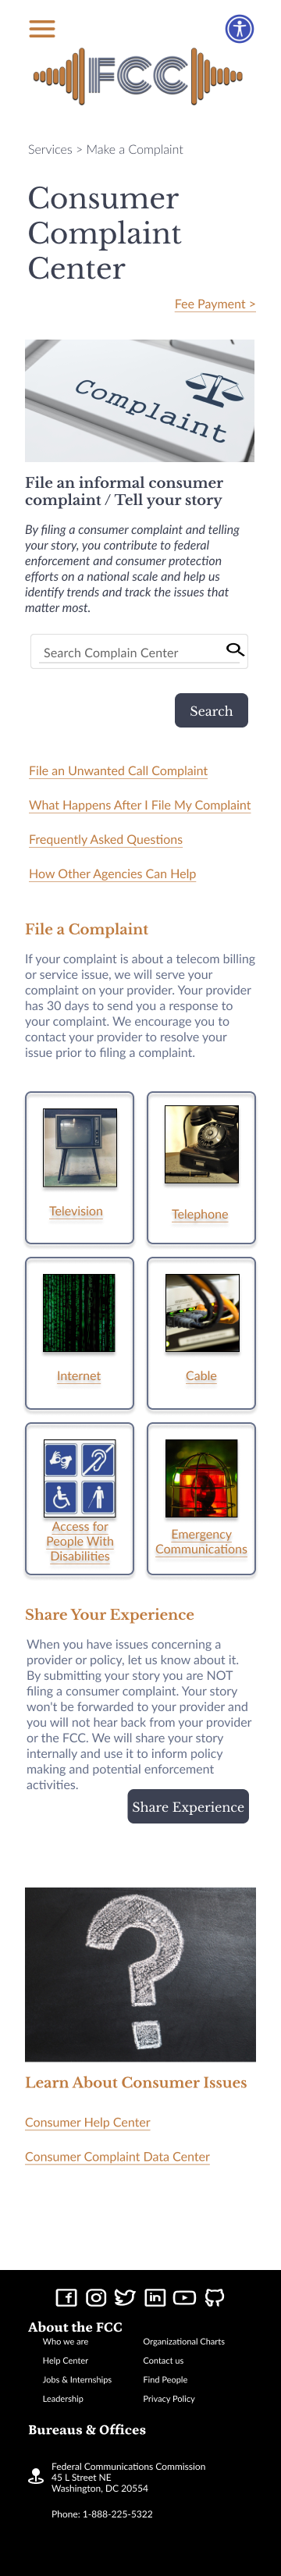 FCC
Services > Make a Complaint
Consumer
Complaint
Center
Fee Payment >
Complaint
File an informal consumer
complaint / Tell your story
By filing a consumer complaint and telling
your story, you contribute to federal
enforcement and consumer protection
efforts on a national scale and help us
identify trends and track the issues that
matter most.
Search Complain Center
Search
File an Unwanted Call Complaint
What Happens After I File My Complaint
Frequently Asked Questions
How Other Agencies Can Help
File a Complaint
If your complaint is about a telecom billing
or service issue, we will serve your
complaint on your provider. Your provider
has 30 days to send you a response to
your complaint. We encourage you to
contact your provider to resolve your
issue prior to filing a complaint.
Television
Telephone
Internet
Cable
Access for
People With
Disabilities
Emergency
Communications
Share Your Experience
When you have issues concerning a
provider or policy, let us know about it.
By submitting your story you are NOT
filing a consumer complaint. Your story
won't be forwarded to your provider and
you will not hear back from your provider
or the FCC. We will share your story
internally and use it to inform policy
making and potential enforcement
activities.
Share Experience
?
Learn About Consumer Issues
Consumer Help Center
Consumer Complaint Data Center
About the FCC
Who we are
Organizational Charts
Help Center
Contact us
Jobs & Internships
Find People
Leadership
Privacy Policy
Bureaus & Offices
Federal Communications Commission
45 L Street NE
Washington, DC 20554
Phone: 1-888-225-5322